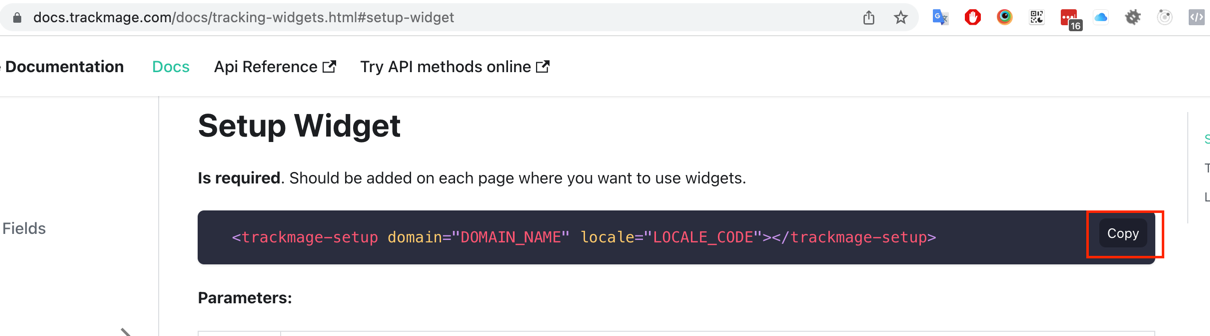 docs.trackmage.com/docs/tracking-widgets.html#setup-widget
16
Documentation Docs Api Reference Try API methods online
Setup Widget
Is required. Should be added on each page where you want to use widgets.
Fields
<trackmage-setup domain="DOMAIN_NAME" locale="LOCALE_CODE"></trackmage-setup>
Copy
Parameters: